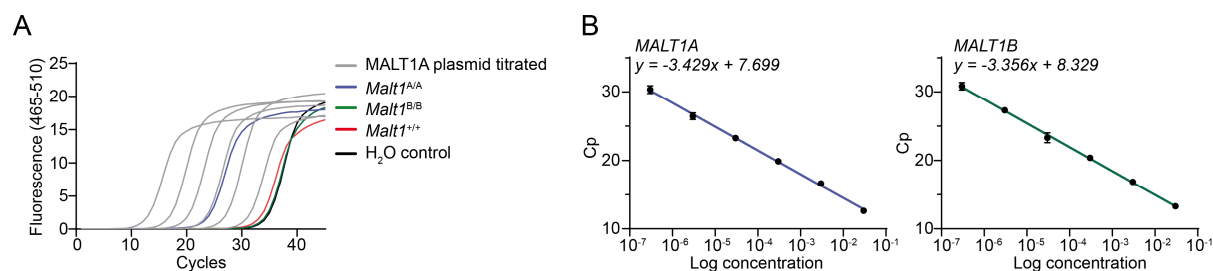 A
Fluorescence (465-510)
25
20
15
10
5
0
0 10 20 30 40
Cycles
MALT1A plasmid titrated
Malt1A/A
Malt1B/B
Malt1+/+
H2O control
B
MALT1A
y = -3.429x + 7.699
Cp
30
20
10
10-7 10-6 10-5 10-4 10-3 10-2 10-1
Log concentration
MALT1B
y = -3.356x + 8.329
Cp
30
20
10
10-7 10-6 10-5 10-4 10-3 10-2 10-1
Log concentration